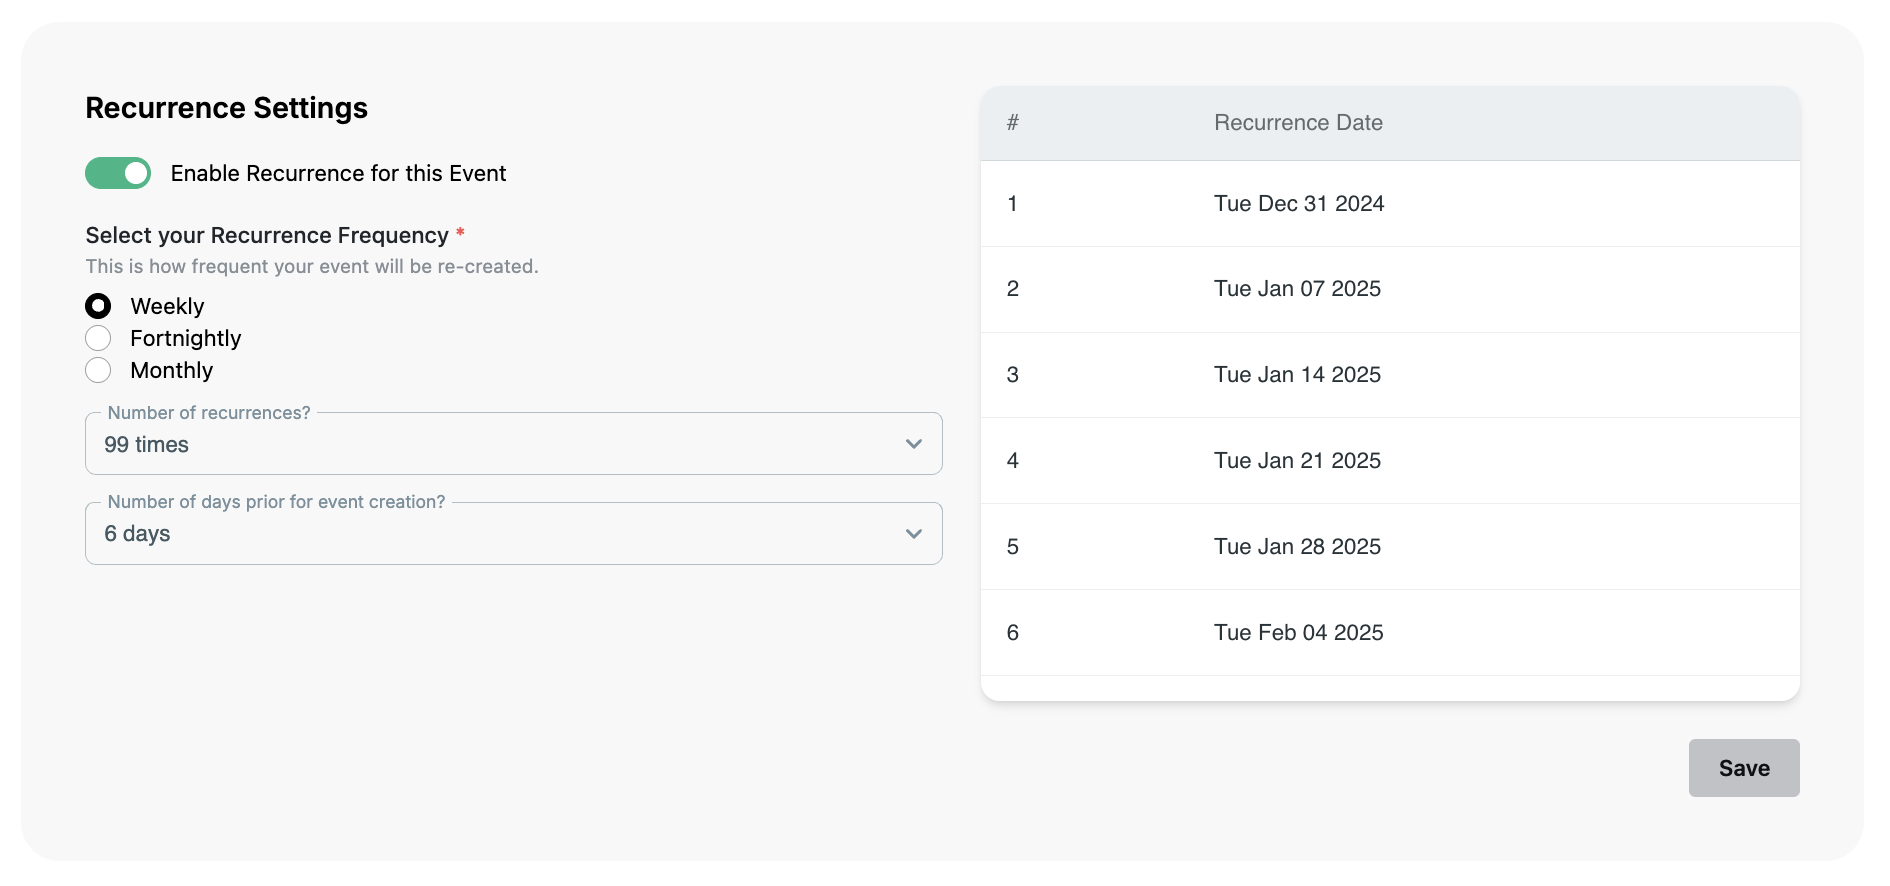 Recurrence Settings
Enable Recurrence for this Event
Select your Recurrence Frequency *
This is how frequent your event will be re-created.
Weekly
Fortnightly
Monthly
Number of recurrences?
99 times
Number of days prior for event creation?
6 days
# Recurrence Date
1 Tue Dec 31 2024
2 Tue Jan 07 2025
3 Tue Jan 14 2025
4 Tue Jan 21 2025
5 Tue Jan 28 2025
6 Tue Feb 04 2025
Save